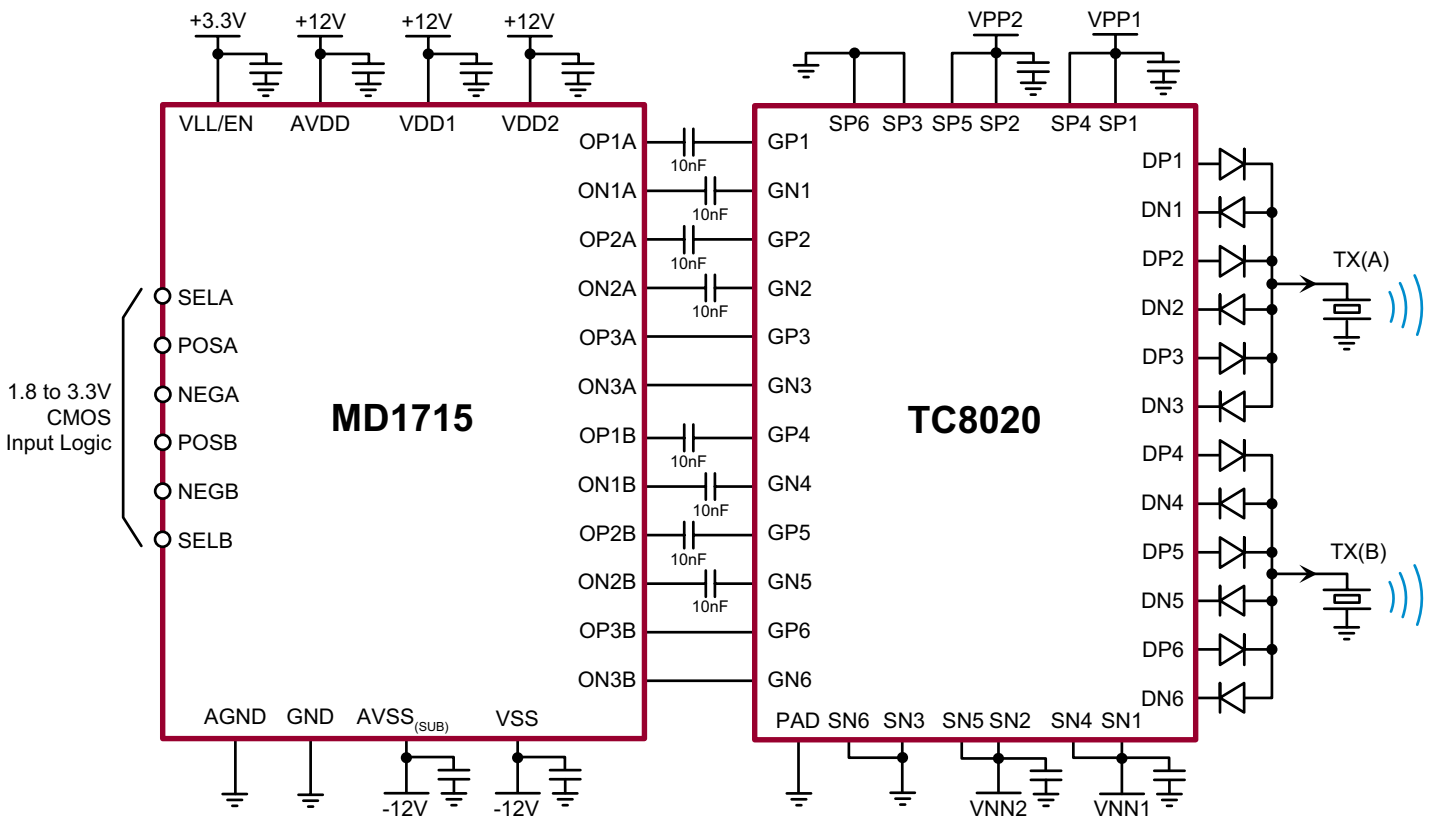 +3.3V +12V +12V +12V VPP2 VPP1
VLL/EN AVDD VDD1 VDD2
SP6 SP3 SP5 SP2 SP4 SP1
OP1A 10nF GP1 DP1
ON1A 10nF GN1 DN1
OP2A 10nF GP2 DP2
ON2A 10nF GN2 DN2
OP3A GP3 DP3
ON3A GN3 DN3
OP1B 10nF GP4 DP4
ON1B 10nF GN4 DN4
OP2B 10nF GP5 DP5
ON2B 10nF GN5 DN5
OP3B GP6 DP6
ON3B GN6 DN6
TX(A)
TX(B)
SELA
POSA
NEGA
POSB
NEGB
SELB
1.8 to 3.3V
CMOS
Input Logic
MD1715
TC8020
AGND GND AVSS(SUB) VSS
PAD SN6 SN3 SN5 SN2 SN4 SN1
-12V -12V VNN2 VNN1